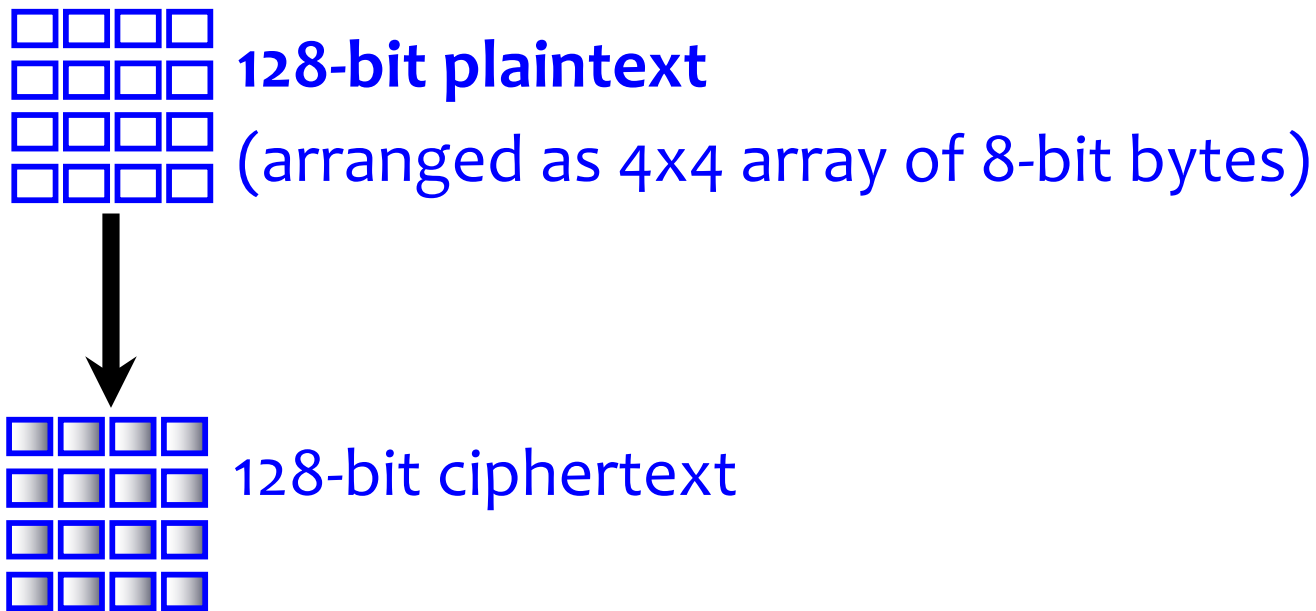 128-bit plaintext
(arranged as 4x4 array of 8-bit bytes)
128-bit ciphertext